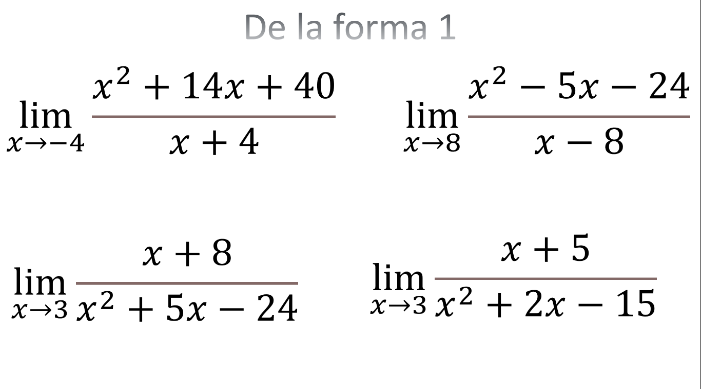 De la forma 1
lim x→−4 (x² + 14x + 40)/(x + 4)
lim x→8 (x² − 5x − 24)/(x − 8)
lim x→3 (x + 8)/(x² + 5x − 24)
lim x→3 (x + 5)/(x² + 2x − 15)